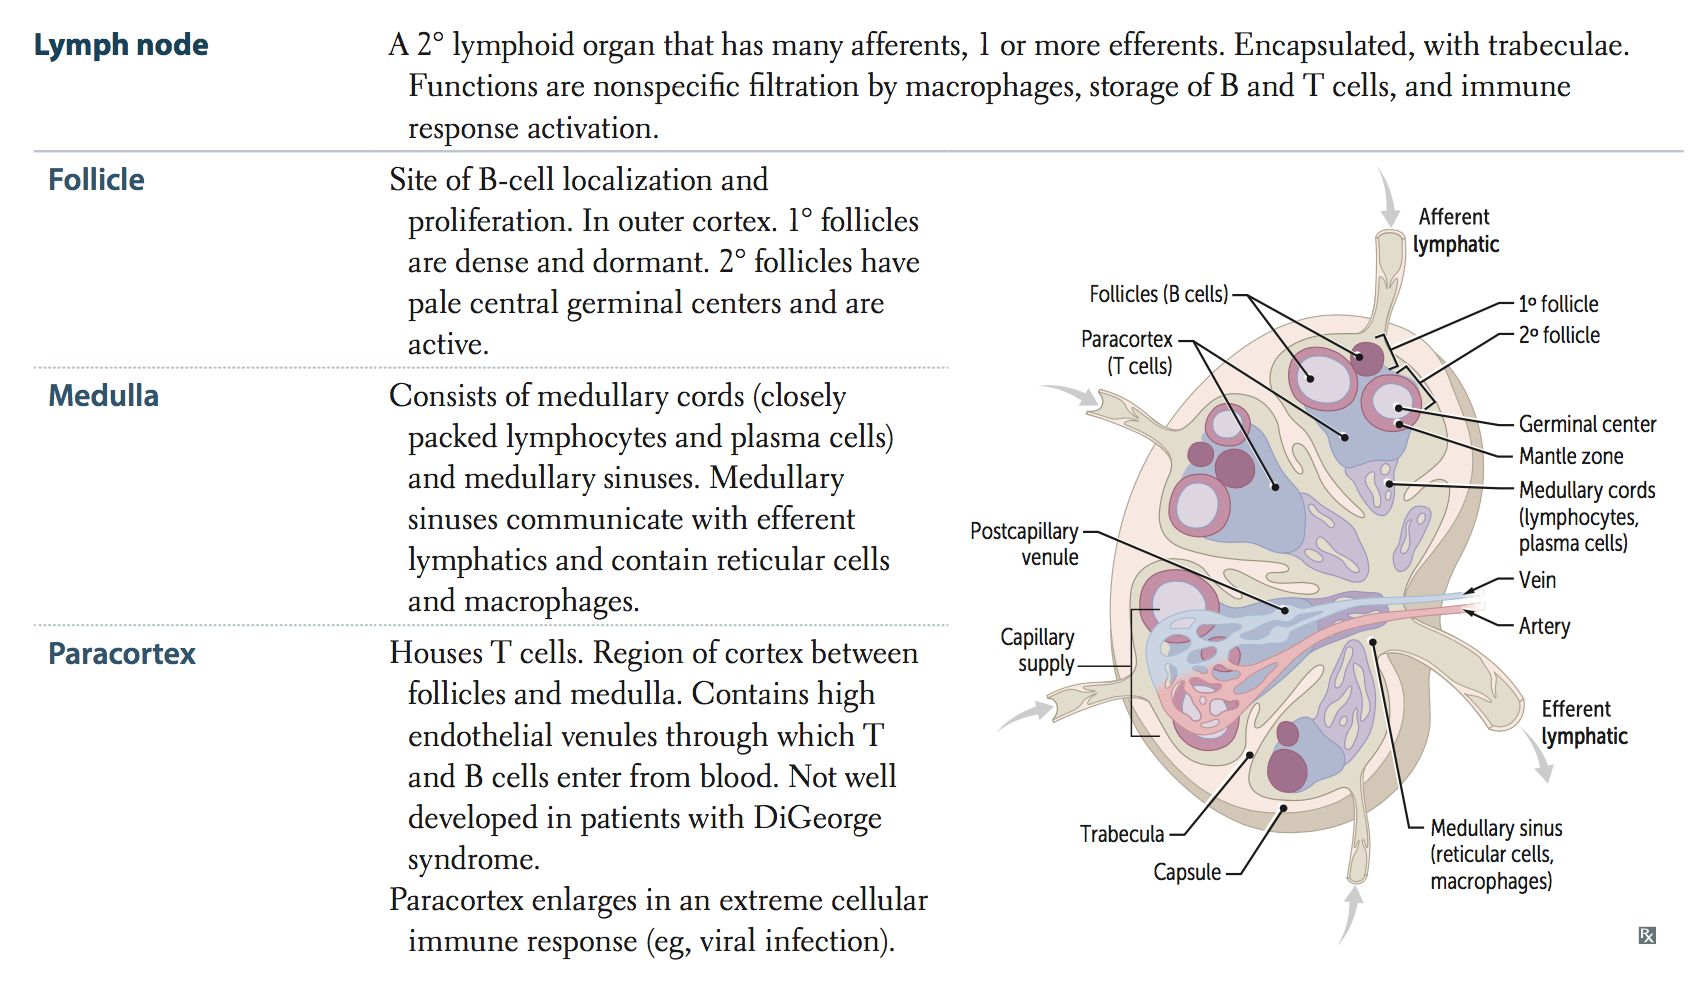 Lymph node
A 2° lymphoid organ that has many afferents, 1 or more efferents. Encapsulated, with trabeculae.
Functions are nonspecific filtration by macrophages, storage of B and T cells, and immune
response activation.
Follicle
Site of B-cell localization and
proliferation. In outer cortex. 1° follicles
are dense and dormant. 2° follicles have
pale central germinal centers and are
active.
Medulla
Consists of medullary cords (closely
packed lymphocytes and plasma cells)
and medullary sinuses. Medullary
sinuses communicate with efferent
lymphatics and contain reticular cells
and macrophages.
Paracortex
Houses T cells. Region of cortex between
follicles and medulla. Contains high
endothelial venules through which T
and B cells enter from blood. Not well
developed in patients with DiGeorge
syndrome.
Paracortex enlarges in an extreme cellular
immune response (eg, viral infection).
Afferent
lymphatic
Follicles (B cells)
1º follicle
2º follicle
Paracortex
(T cells)
Germinal center
Mantle zone
Medullary cords
(lymphocytes,
plasma cells)
Postcapillary
venule
Vein
Artery
Capillary
supply
Efferent
lymphatic
Trabecula
Capsule
Medullary sinus
(reticular cells,
macrophages)
Rx